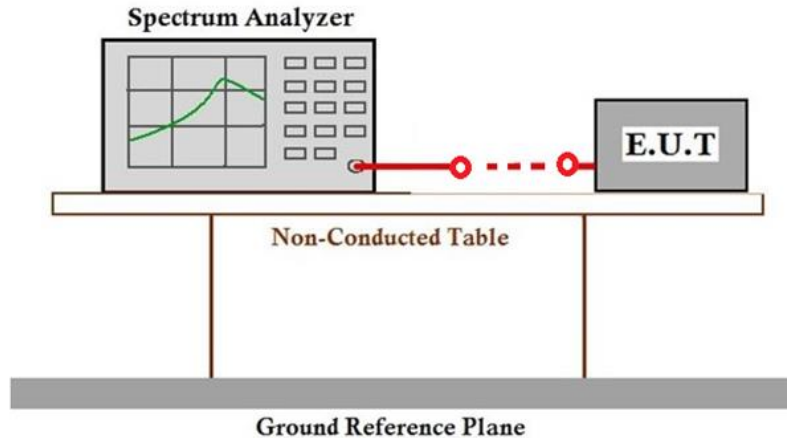 Spectrum Analyzer
E.U.T
Non-Conducted Table
Ground Reference Plane